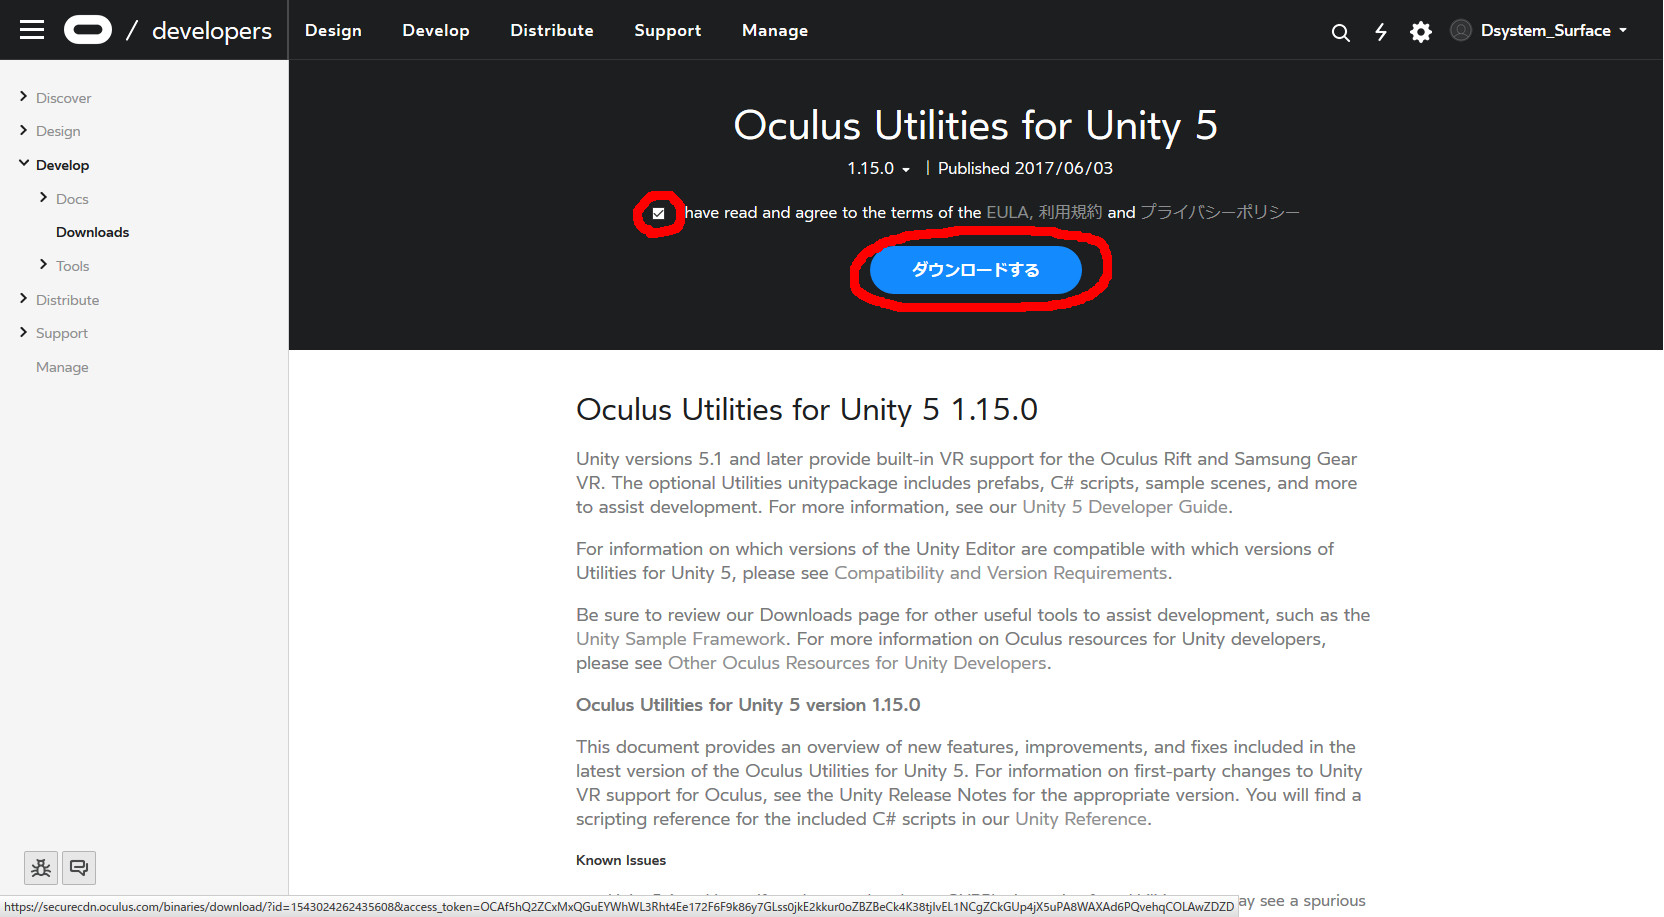 / developers
Design Develop Distribute Support Manage
Dsystem_Surface
Discover
Design
Develop
Docs
Downloads
Tools
Distribute
Support
Manage
Oculus Utilities for Unity 5
1.15.0 | Published 2017/06/03
have read and agree to the terms of the EULA, 利用規約 and プライバシーポリシー
ダウンロードする
Oculus Utilities for Unity 5 1.15.0
Unity versions 5.1 and later provide built-in VR support for the Oculus Rift and Samsung Gear
VR. The optional Utilities unitypackage includes prefabs, C# scripts, sample scenes, and more
to assist development. For more information, see our Unity 5 Developer Guide.
For information on which versions of the Unity Editor are compatible with which versions of
Utilities for Unity 5, please see Compatibility and Version Requirements.
Be sure to review our Downloads page for other useful tools to assist development, such as the
Unity Sample Framework. For more information on Oculus resources for Unity developers,
please see Other Oculus Resources for Unity Developers.
Oculus Utilities for Unity 5 version 1.15.0
This document provides an overview of new features, improvements, and fixes included in the
latest version of the Oculus Utilities for Unity 5. For information on first-party changes to Unity
VR support for Oculus, see the Unity Release Notes for the appropriate version. You will find a
scripting reference for the included C# scripts in our Unity Reference.
Known Issues
ay see a spurious
https://securecdn.oculus.com/binaries/download/?id=1543024262435608&access_token=OCAf5hQ2ZCxMxQGuEYWhWL3Rht4Ee172F6F9k86y7GLss0jkE2kkur0oZBZBeCk4K38tjIvEL1NCgZCkGUp4jX5uPA8WAXAd6PQvehqCOLAwZDZD